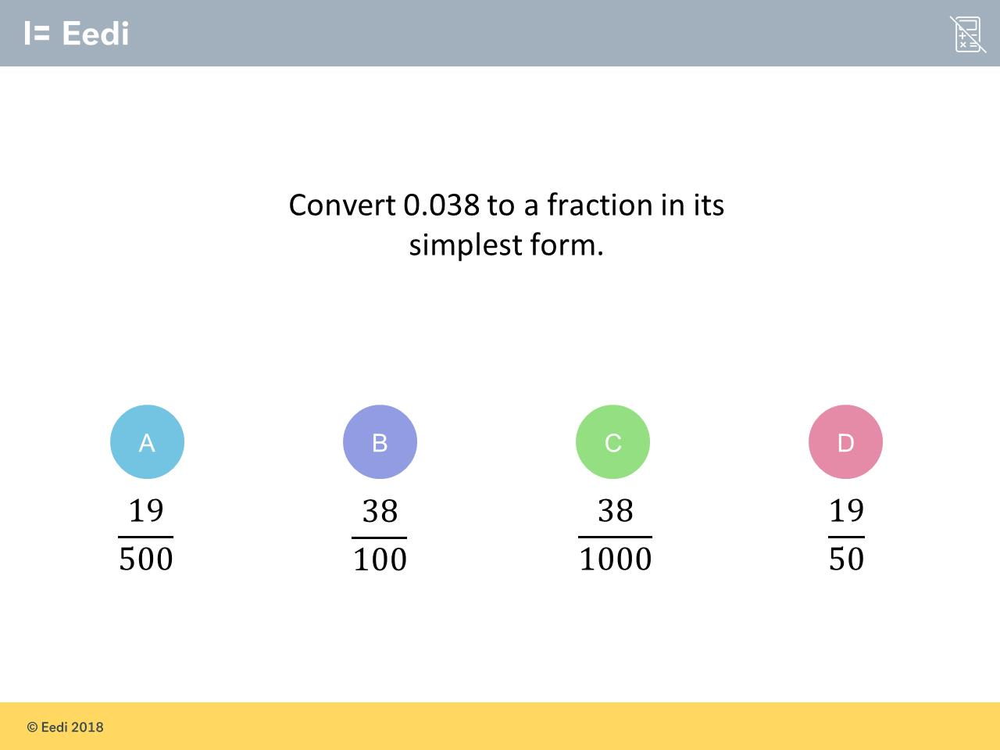 Eedi
Convert 0.038 to a fraction in its
simplest form.
A
B
C
D
19
500
38
100
38
1000
19
50
© Eedi 2018